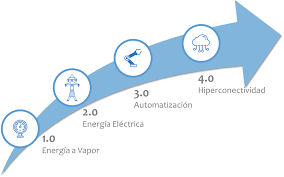 1.0
Energía a Vapor
2.0
Energía Eléctrica
3.0
Automatización
4.0
Hiperconectividad